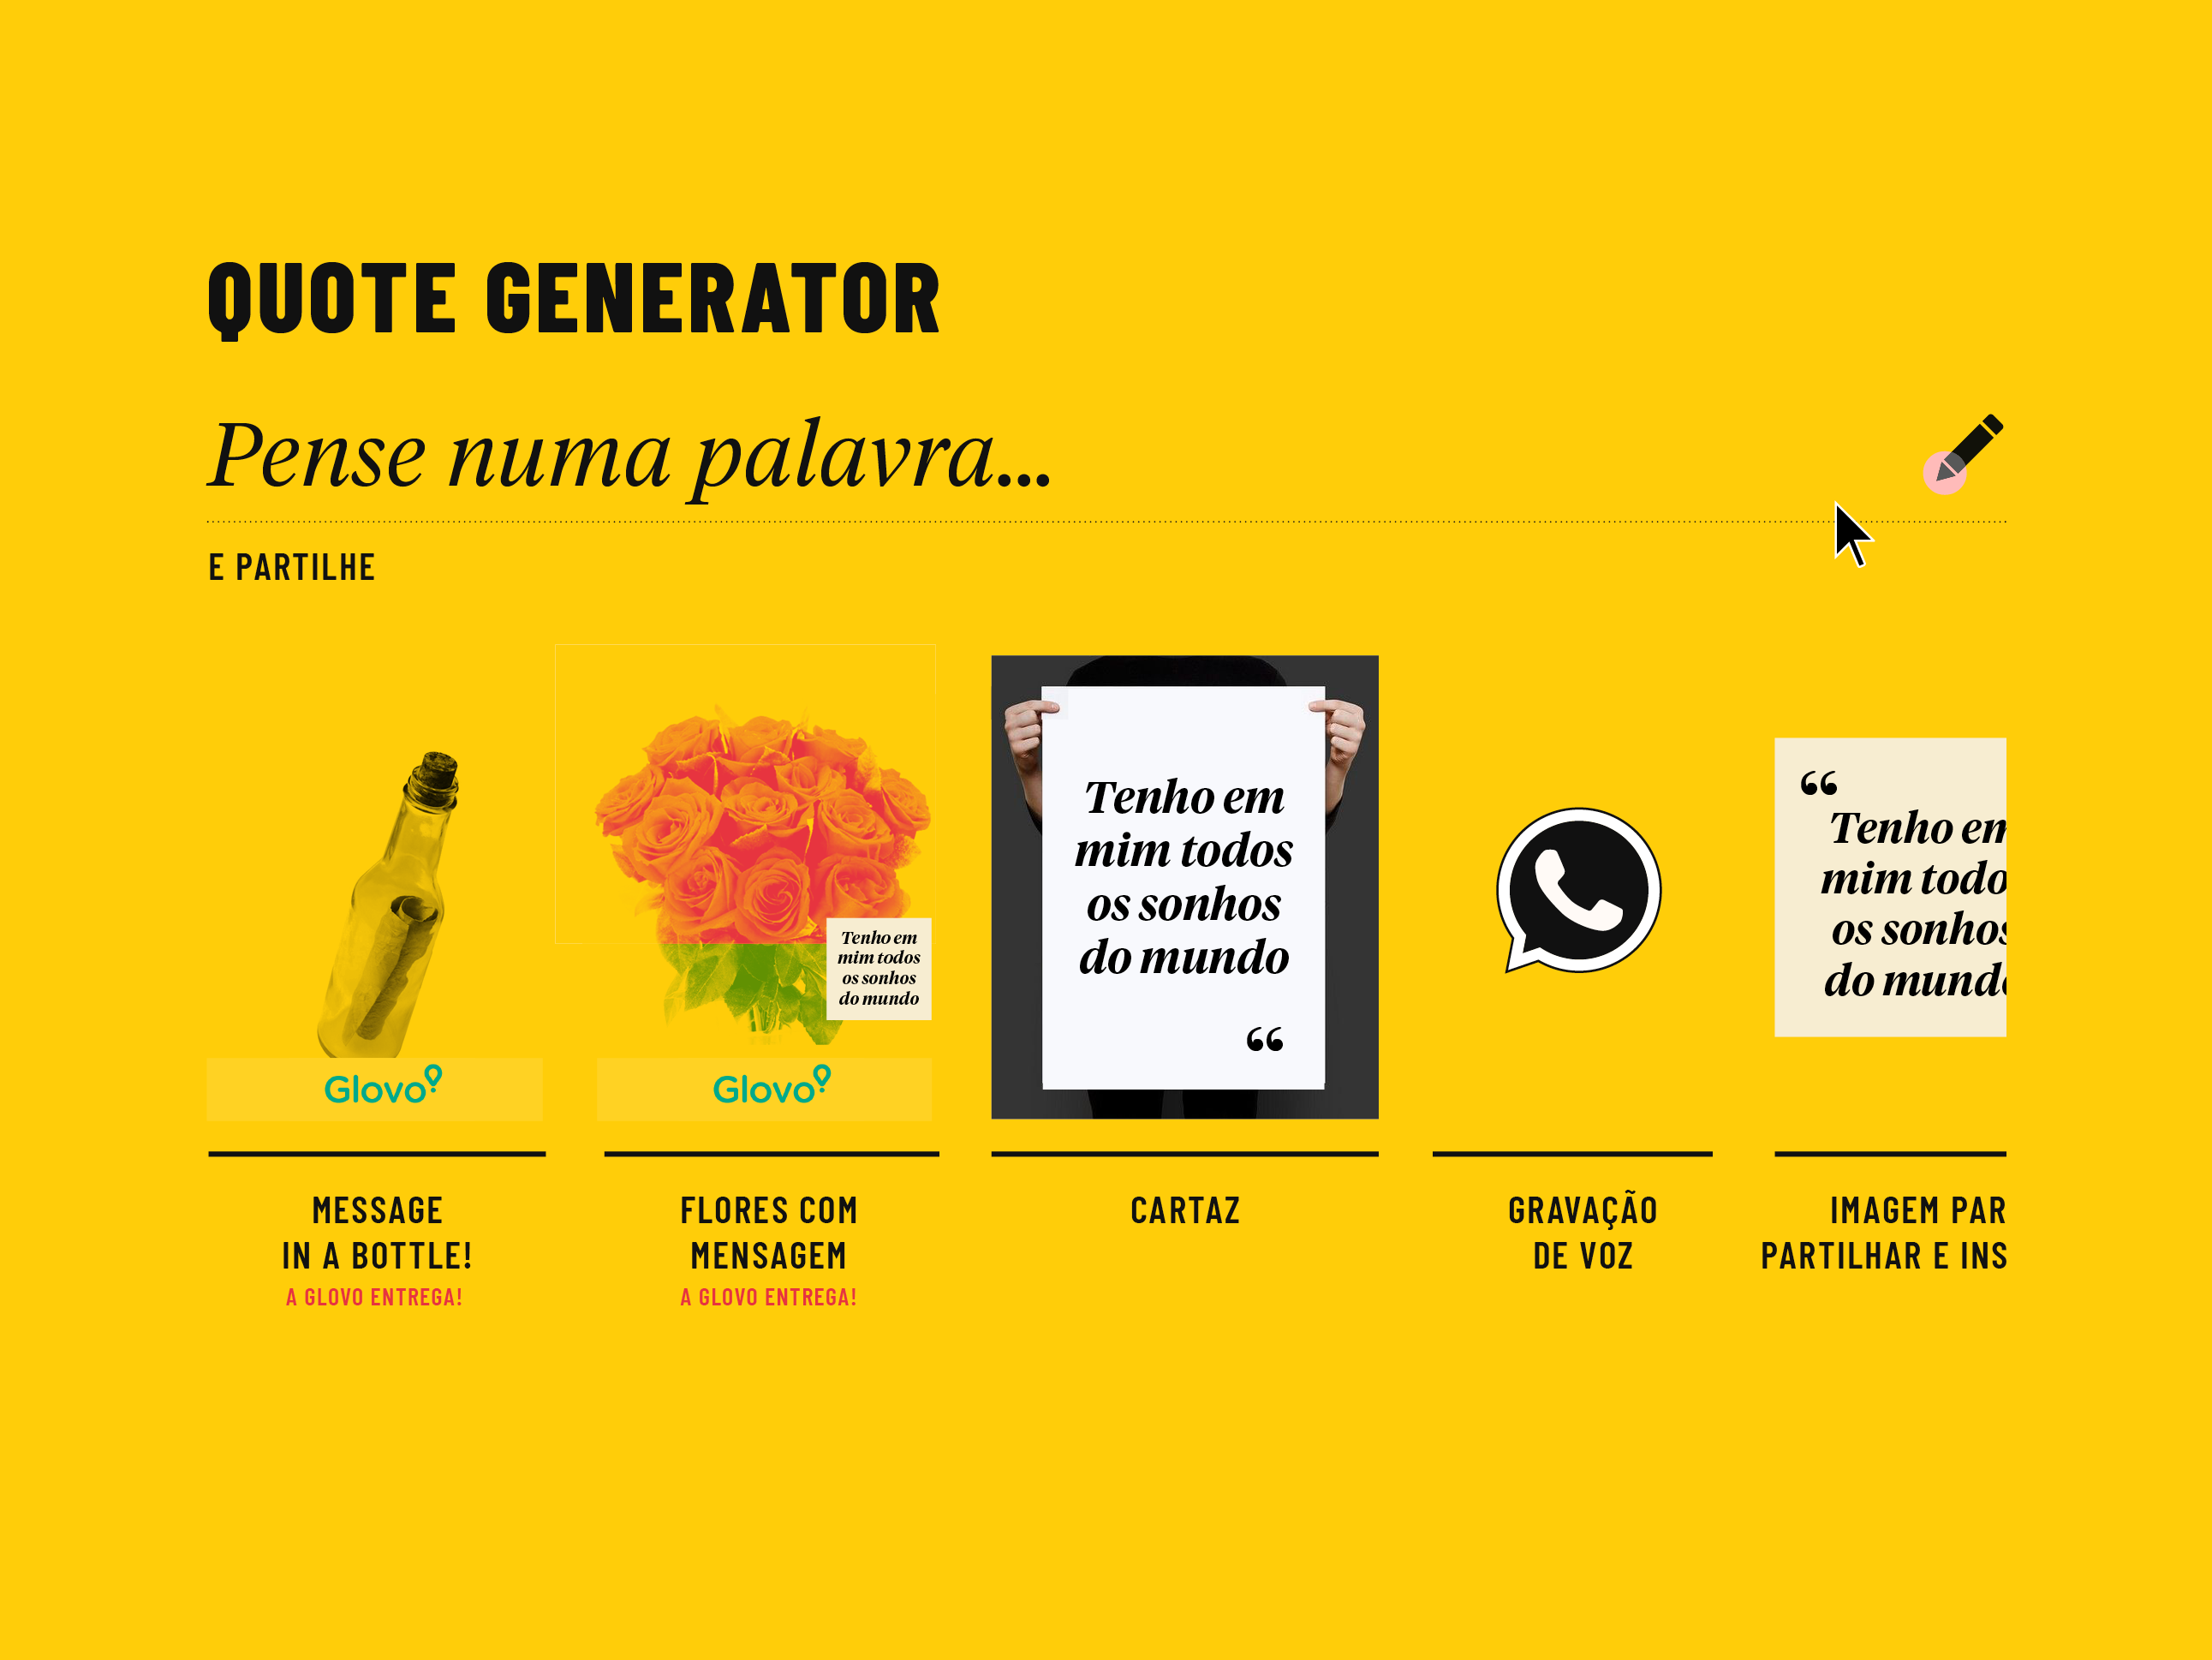 QUOTE GENERATOR
Pense numa palavra...
E PARTILHE
Tenho em
mim todos
os sonhos
do mundo
Glovo
Glovo
Tenho em
mim todos
os sonhos
do mundo
“
“
Tenho em
mim todo
os sonhos
do mund
MESSAGE
IN A BOTTLE!
A GLOVO ENTREGA!
FLORES COM
MENSAGEM
A GLOVO ENTREGA!
CARTAZ
GRAVAÇÃO
DE VOZ
IMAGEM PAR
PARTILHAR E INS